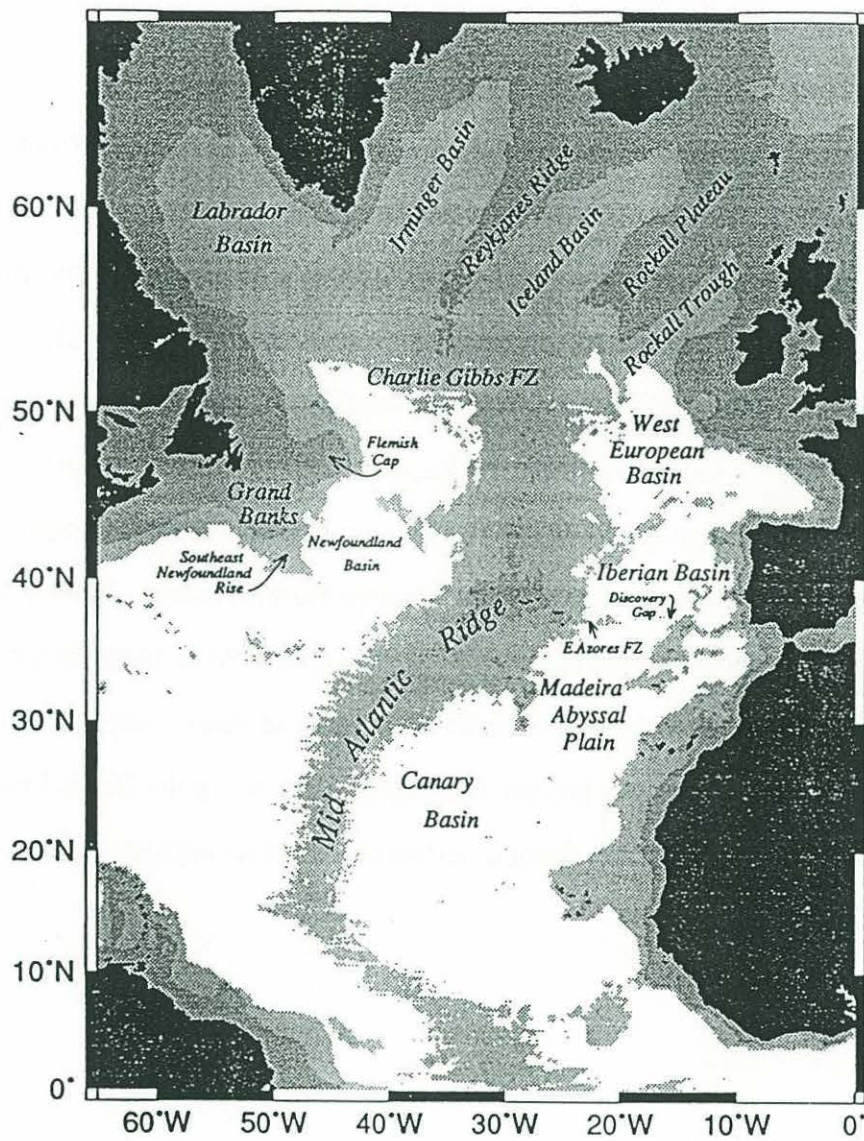 60°N
50°N
40°N
30°N
20°N
10°N
0°
60°W
50°W
40°W
30°W
20°W
10°W
0°
Labrador
Basin
Irminger Basin
Reykjanes Ridge
Iceland Basin
Rockall Plateau
Rockall Trough
Charlie Gibbs FZ
Flemish
Cap
Grand
Banks
West
European
Basin
Southeast
Newfoundland
Rise
Newfoundland
Basin
Iberian Basin
Discovery
Gap
E.Azores FZ
Mid Atlantic Ridge
Madeira
Abyssal
Plain
Canary
Basin